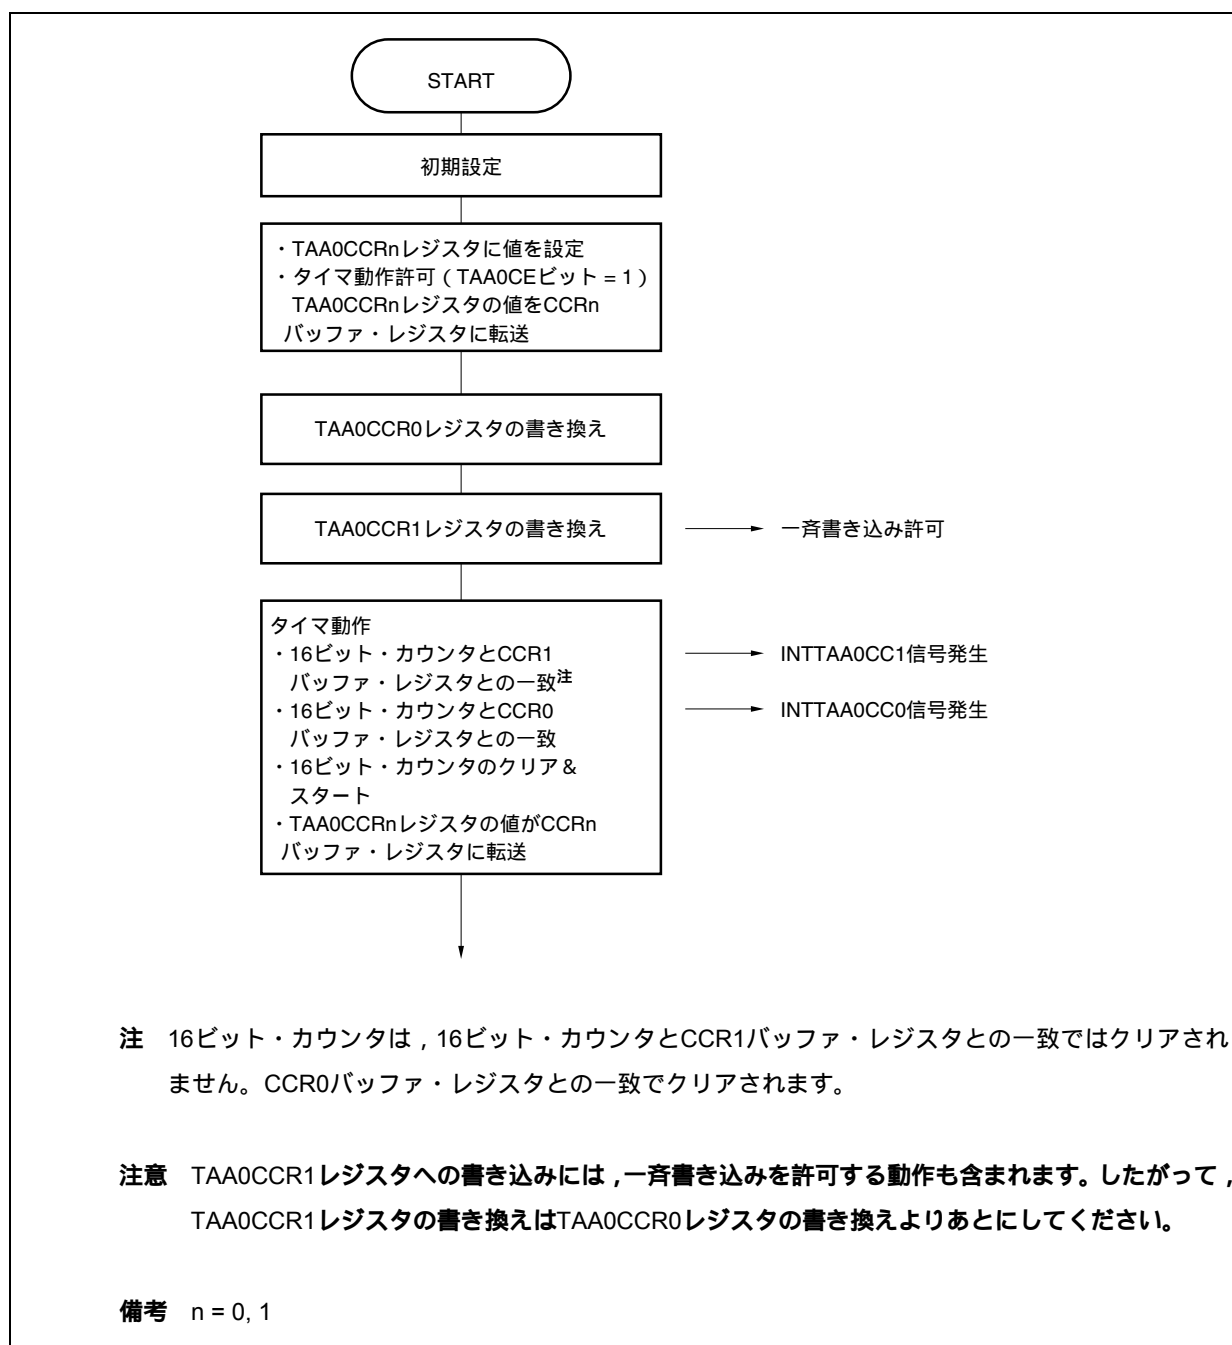 START
初期設定
・TAA0CCRnレジスタに値を設定
・タイマ動作許可（TAA0CEビット = 1）
TAA0CCRnレジスタの値をCCRn
バッファ・レジスタに転送
TAA0CCR0レジスタの書き換え
TAA0CCR1レジスタの書き換え
一斉書き込み許可
タイマ動作
・16ビット・カウンタとCCR1
INTTAA0CC1信号発生
バッファ・レジスタとの一致注
・16ビット・カウンタとCCR0
INTTAA0CC0信号発生
バッファ・レジスタとの一致
・16ビット・カウンタのクリア＆
スタート
・TAA0CCRnレジスタの値がCCRn
バッファ・レジスタに転送
注　16ビット・カウンタは，16ビット・カウンタとCCR1バッファ・レジスタとの一致ではクリアされ
ません。CCR0バッファ・レジスタとの一致でクリアされます。
注意　TAA0CCR1レジスタへの書き込みには，一斉書き込みを許可する動作も含まれます。したがって，
TAA0CCR1レジスタの書き換えはTAA0CCR0レジスタの書き換えよりあとにしてください。
備考　n = 0, 1